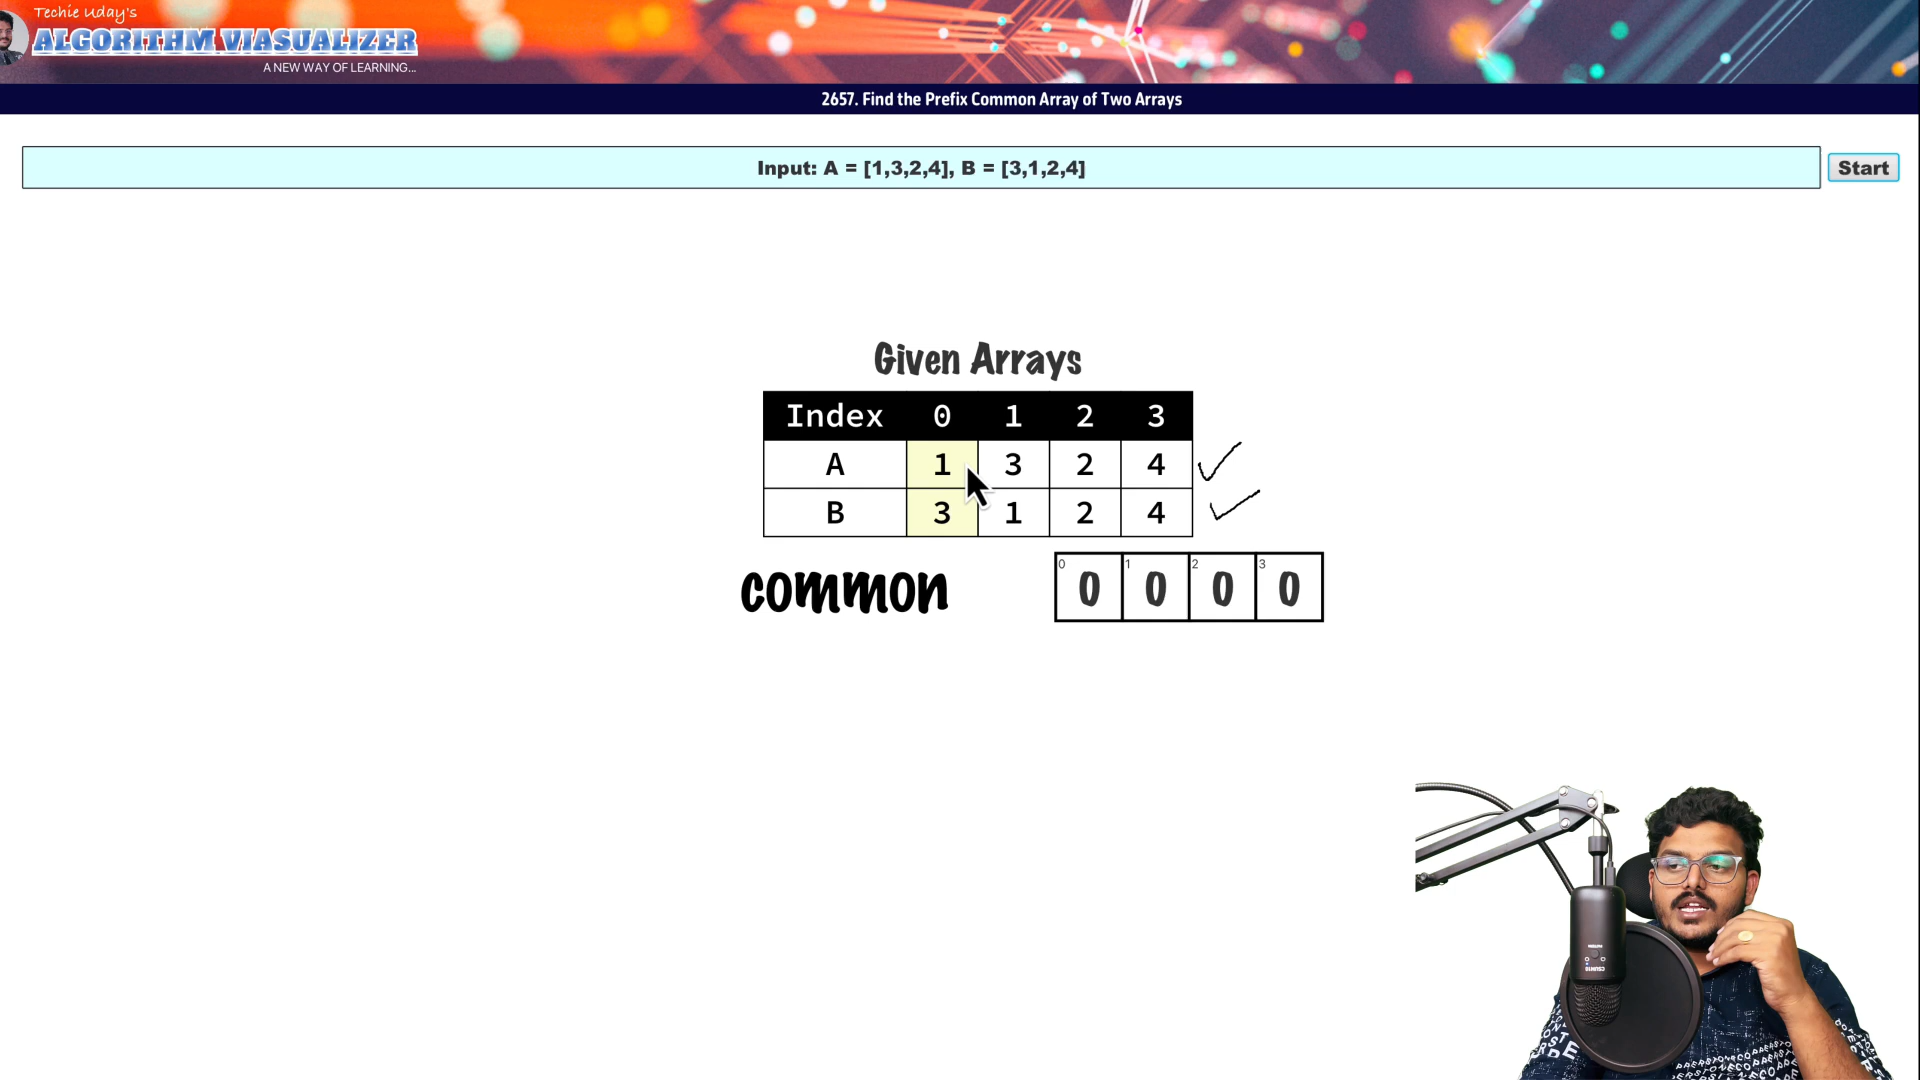 Techie Uday's
ALGORITHM VIASUALIZER
A NEW WAY OF LEARNING...
2657. Find the Prefix Common Array of Two Arrays
Input: A = [1,3,2,4], B = [3,1,2,4]
Start
Given Arrays
Index 0 1 2 3
A 1 3 2 4
B 3 1 2 4
common
0 1 2 3
0 0 0 0